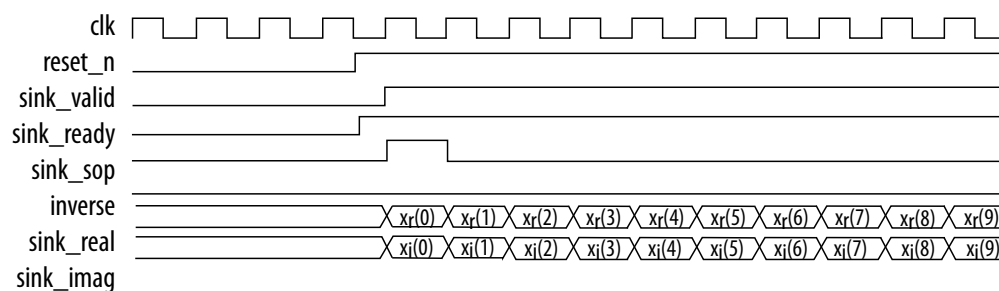 clk
reset_n
sink_valid
sink_ready
sink_sop
inverse
xr(0) xr(1) xr(2) xr(3) xr(4) xr(5) xr(6) xr(7) xr(8) xr(9)
sink_real
xi(0) xi(1) xi(2) xi(3) xi(4) xi(5) xi(6) xi(7) xi(8) xi(9)
sink_imag